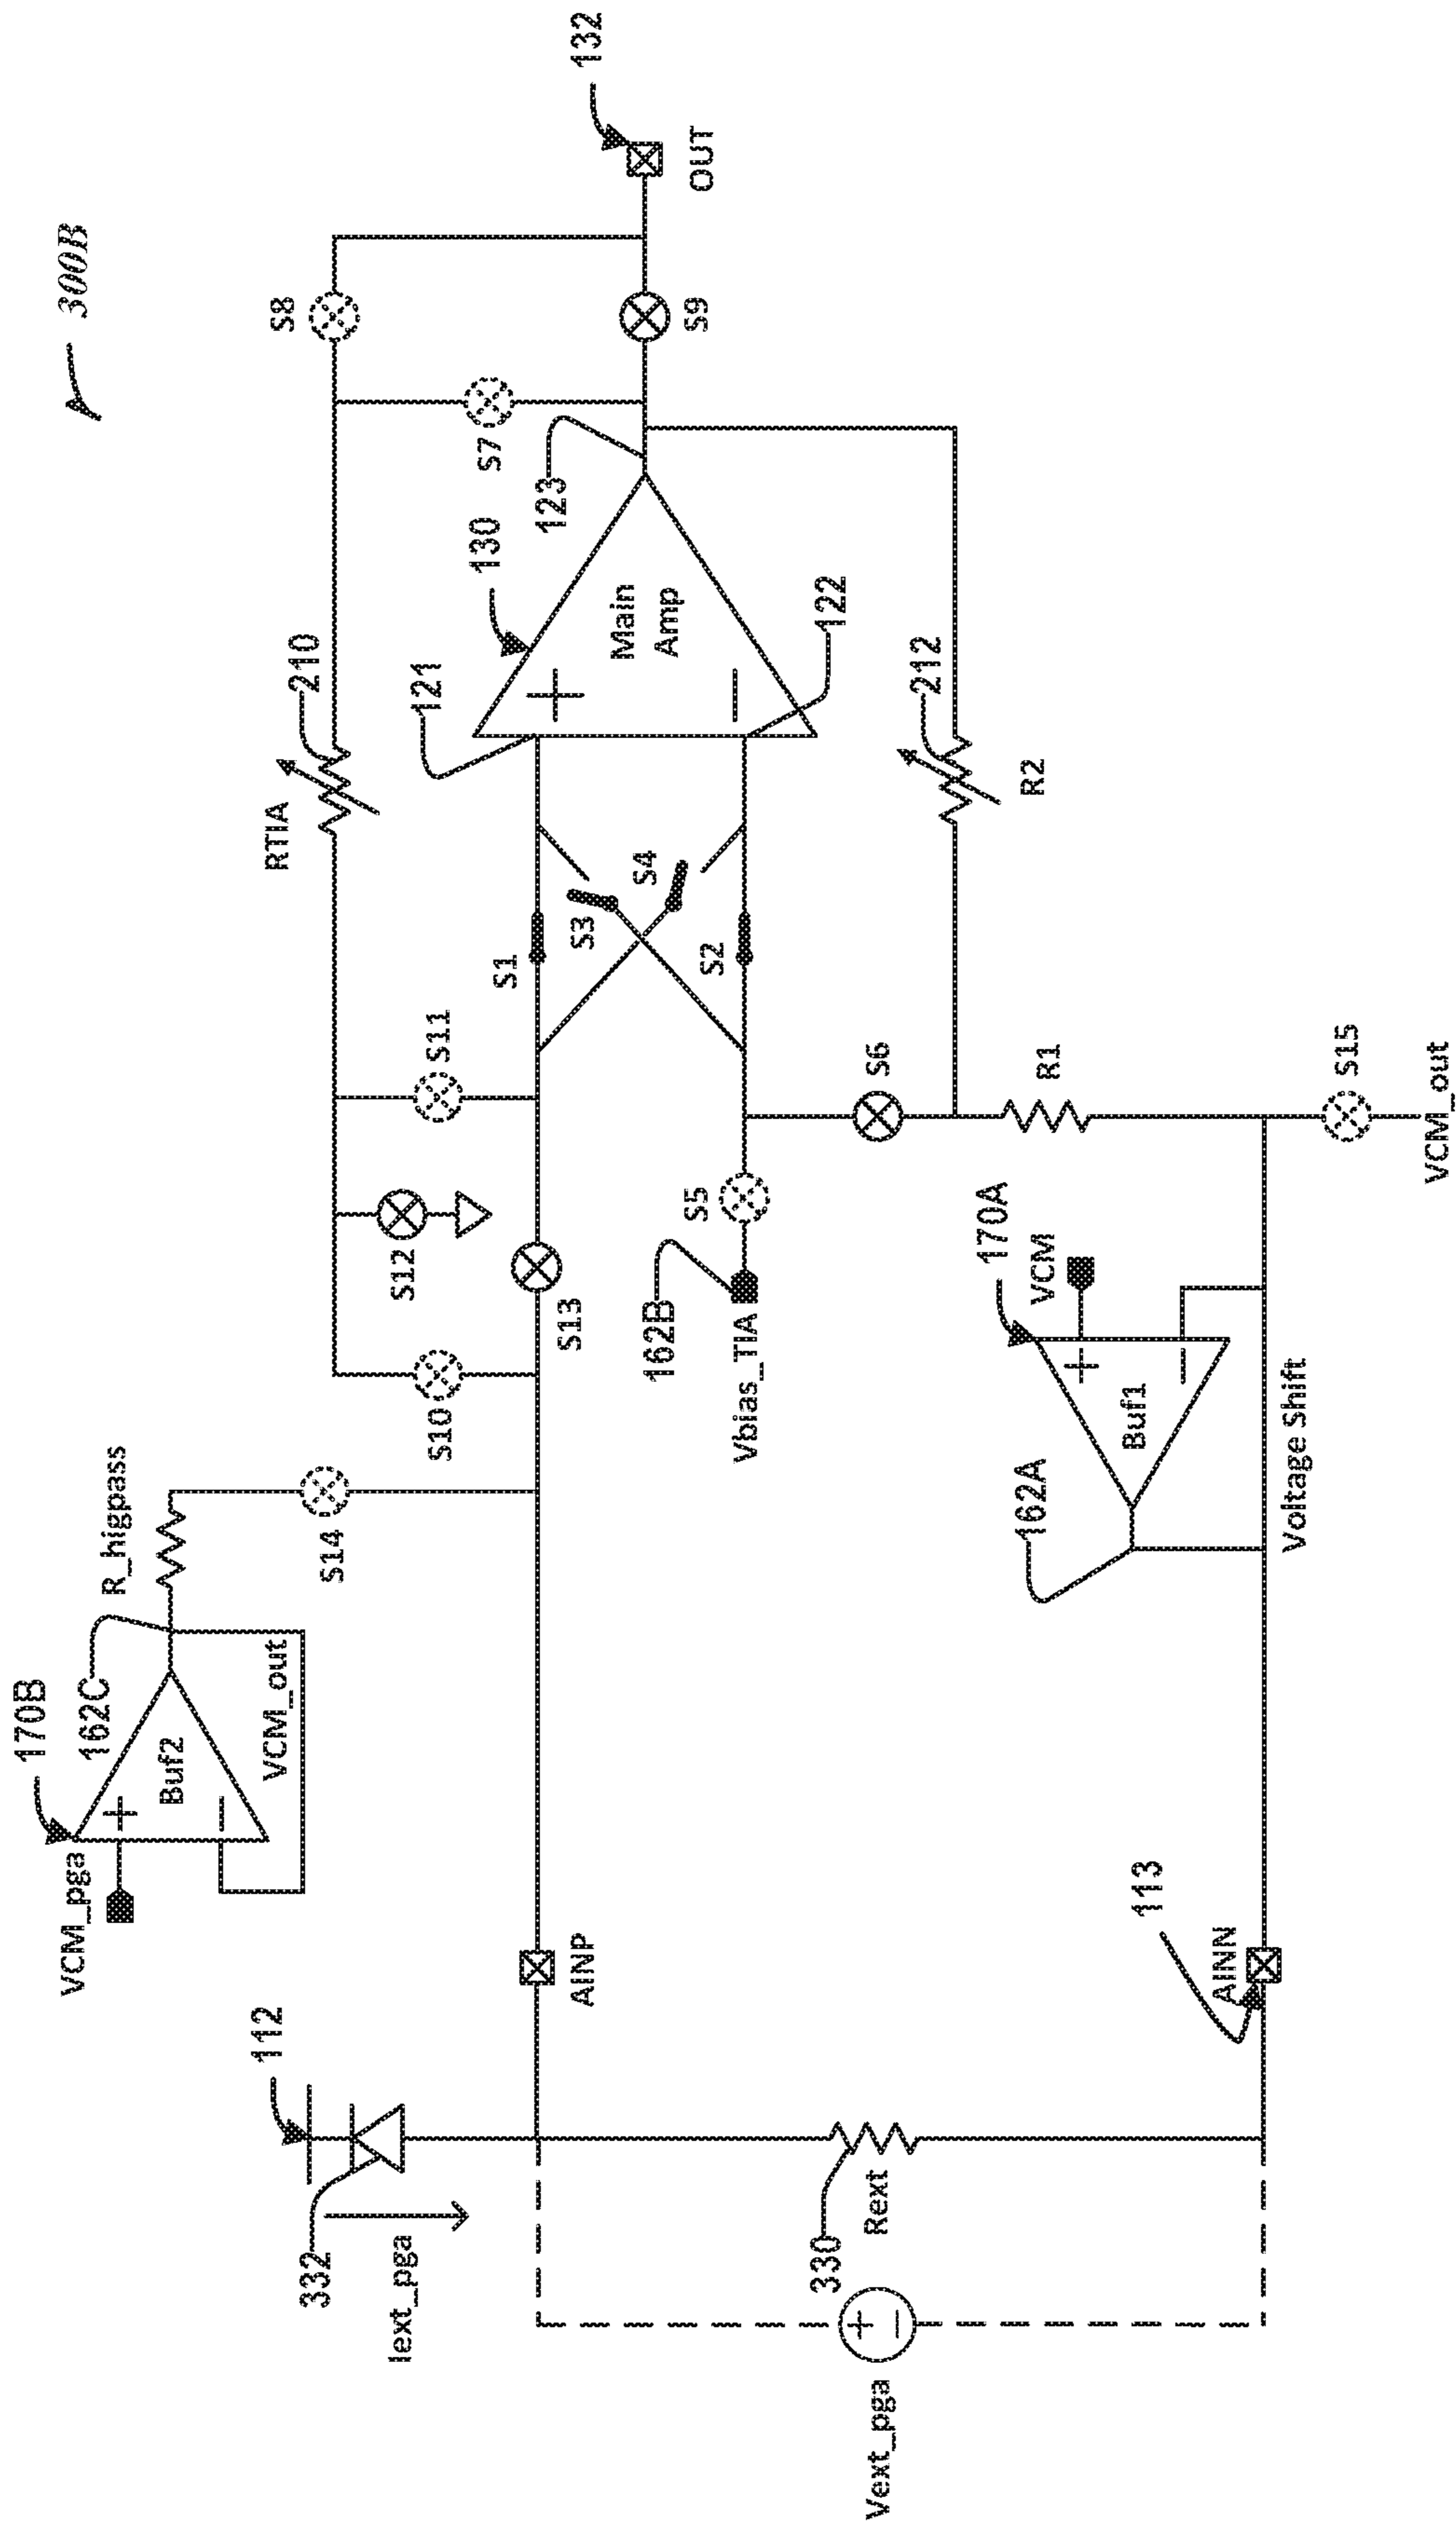 300B
132
OUT
S8
S9
S7
123
130
Main
Amp
122
121
210
RTIA
212
R2
S1
S3
S4
S2
S11
S12
S10
S13
S5
S6
R1
S15
VCM_out
162B
Vbias_TIA
170A
VCM
Buf1
162A
Voltage Shift
S14
R_higpass
170B
162C
Buf2
VCM_out
VCM_pga
AINP
AINN
113
112
332
Iext_pga
330
Rext
Vext_pga